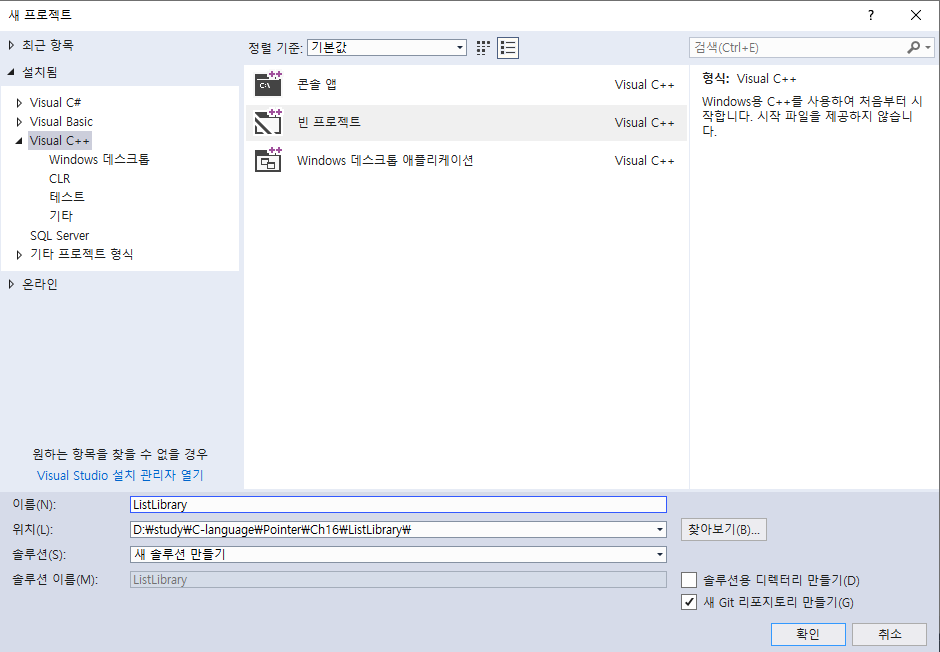 새 프로젝트
?
최근 항목
정렬 기준: 기본값
검색(Ctrl+E)
설치됨
Visual C#
Visual Basic
Visual C++
Windows 데스크톱
CLR
테스트
기타
SQL Server
기타 프로젝트 형식
온라인
원하는 항목을 찾을 수 없을 경우
Visual Studio 설치 관리자 열기
C:\
콘솔 앱 Visual C++
빈 프로젝트 Visual C++
Windows 데스크톱 애플리케이션 Visual C++
형식: Visual C++
Windows용 C++를 사용하여 처음부터 시
작합니다. 시작 파일을 제공하지 않습니
다.
이름(N): ListLibrary
위치(L): D:₩study₩C-language₩Pointer₩Ch16₩ListLibrary₩ 찾아보기(B)...
솔루션(S): 새 솔루션 만들기
솔루션 이름(M): ListLibrary
솔루션용 디렉터리 만들기(D)
새 Git 리포지토리 만들기(G)
확인 취소